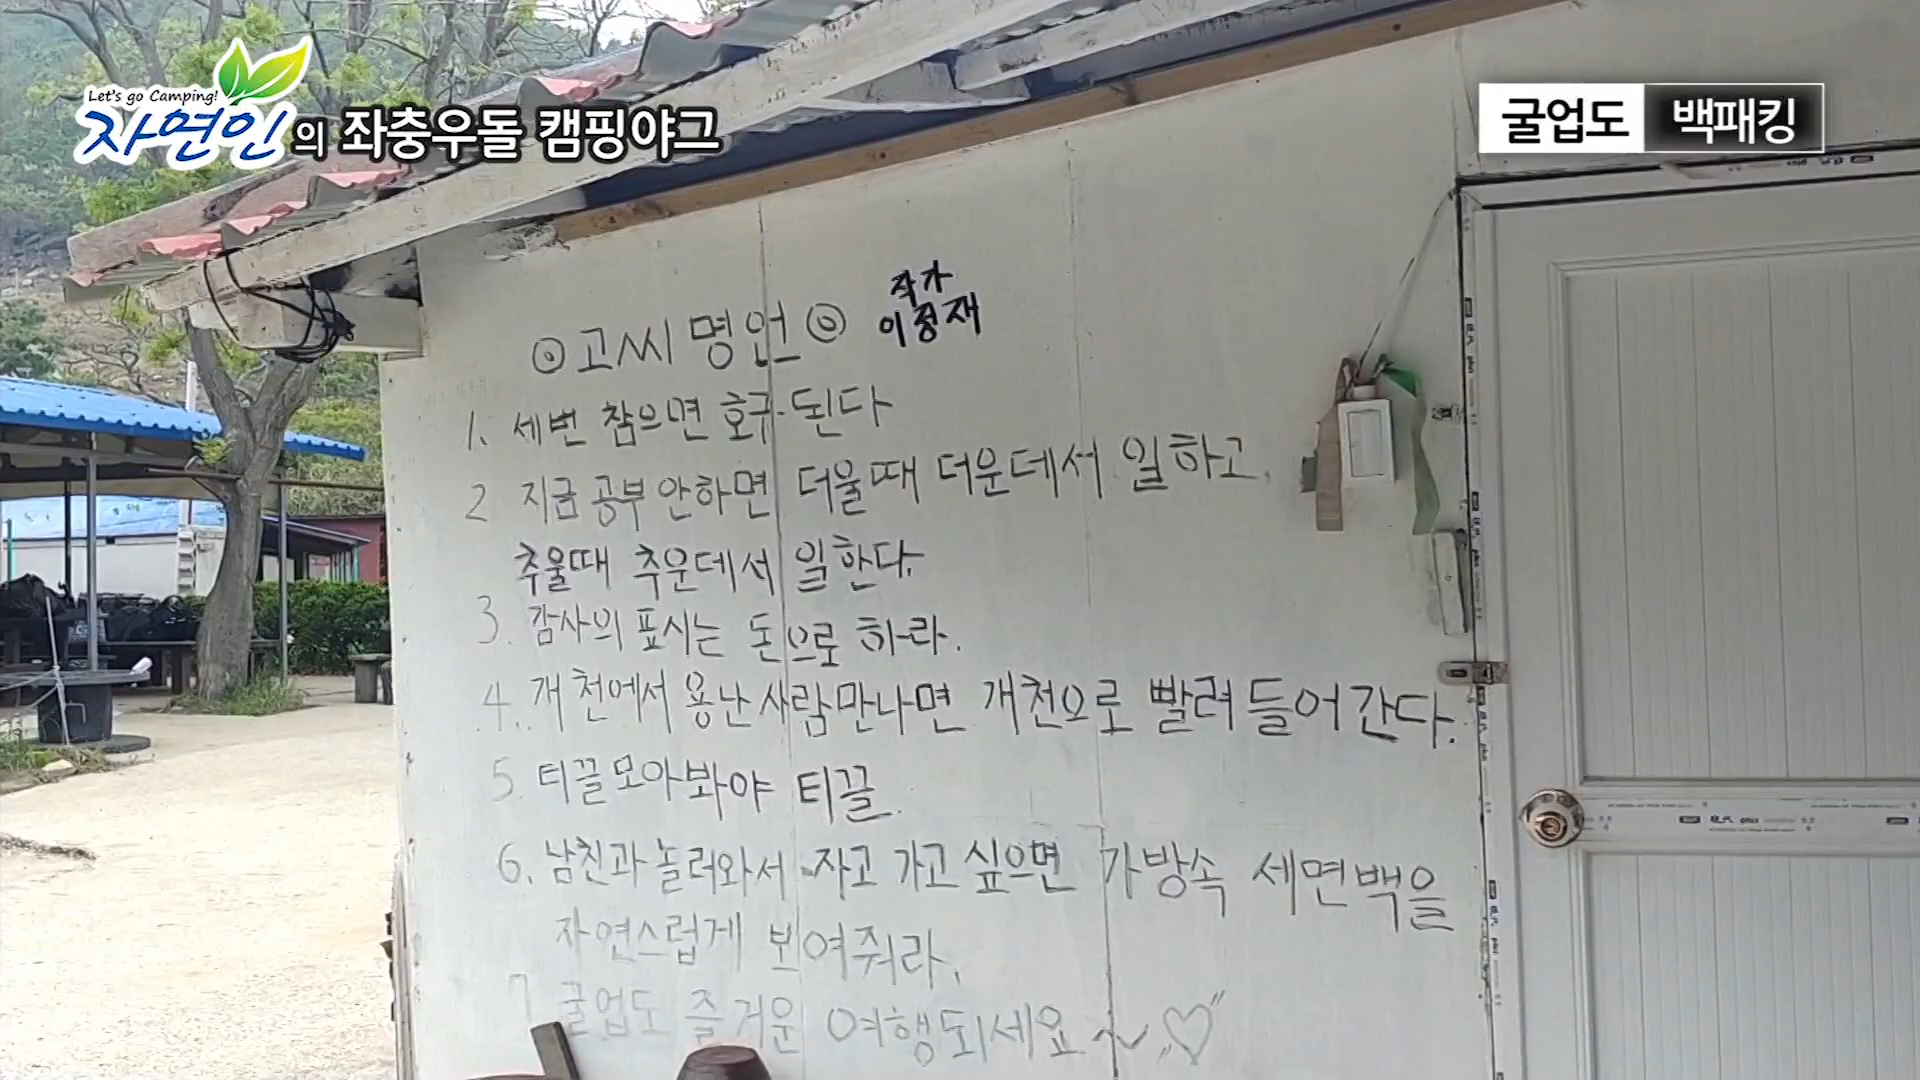 Let's go Camping!
자연인의 좌충우돌 캠핑야그
굴업도 백패킹
작가
이정재
⊙고씨 명언⊙
1. 세번 참으면 호구된다
2 지금 공부 안하면 더울때 더운데서 일하고,
추울때 추운데서 일한다.
3. 감사의 표시는 돈으로 하라.
4. 개천에서 용난사람만나면 개천으로 빨려들어간다.
5. 티끌모아봐야 티끌.
6. 남친과 놀러와서 자고 가고 싶으면 가방속 세면백을
자연스럽게 보여줘라.
7 굴업도 즐거운 여행되세요~♡